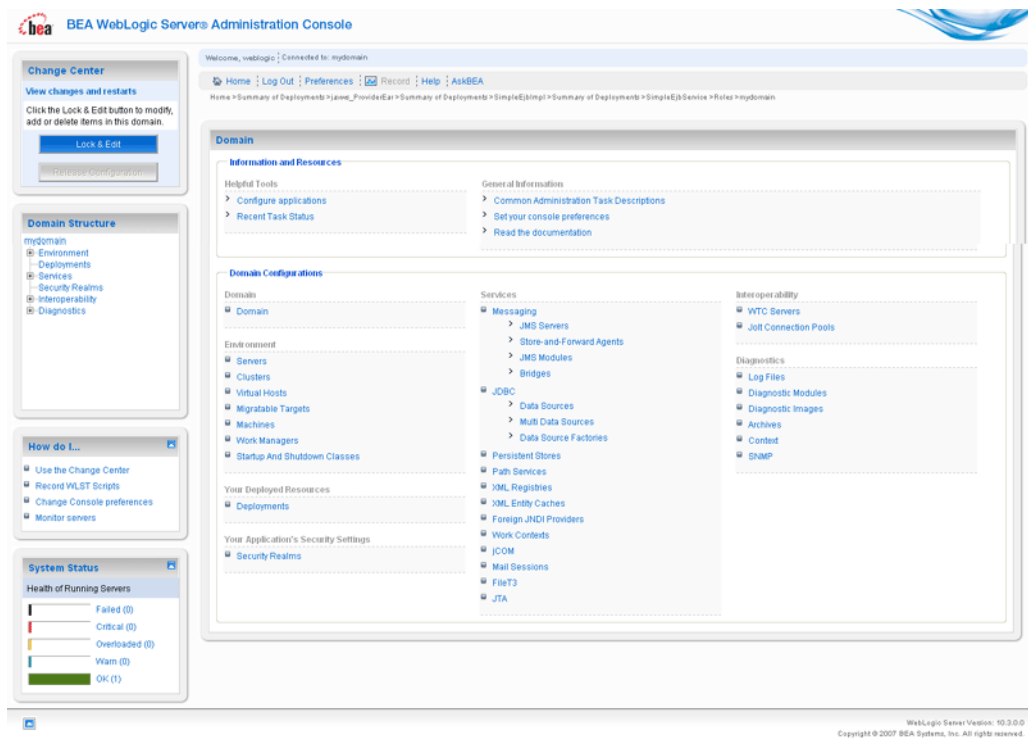 bea
BEA WebLogic Server® Administration Console
Change Center
View changes and restarts
Click the Lock & Edit button to modify,
add or delete items in this domain.
Lock & Edit
Release Configuration
Domain Structure
mydomain
Environment
Deployments
Services
Security Realms
Interoperability
Diagnostics
How do I...
Use the Change Center
Record WLST Scripts
Change Console preferences
Monitor servers
System Status
Health of Running Servers
Failed (0)
Critical (0)
Overloaded (0)
Warn (0)
OK (1)
Welcome, weblogic Connected to: mydomain
Home Log Out Preferences Record Help AskBEA
Home >Summary of Deployments >jaxws_ProviderEar >Summary of Deployments >SimpleEjbImpl >Summary of Deployments >SimpleEjbService >Roles >mydomain
Domain
Information and Resources
Helpful Tools
Configure applications
Recent Task Status
General Information
Common Administration Task Descriptions
Set your console preferences
Read the documentation
Domain Configurations
Domain
Domain
Environment
Servers
Clusters
Virtual Hosts
Migratable Targets
Machines
Work Managers
Startup And Shutdown Classes
Your Deployed Resources
Deployments
Your Application's Security Settings
Security Realms
Services
Messaging
JMS Servers
Store-and-Forward Agents
JMS Modules
Bridges
JDBC
Data Sources
Multi Data Sources
Data Source Factories
Persistent Stores
Path Services
XML Registries
XML Entity Caches
Foreign JNDI Providers
Work Contexts
jCOM
Mail Sessions
FileT3
JTA
Interoperability
WTC Servers
Jolt Connection Pools
Diagnostics
Log Files
Diagnostic Modules
Diagnostic Images
Archives
Context
SNMP
WebLogic Server Version: 10.3.0.0
Copyright © 2007 BEA Systems, Inc. All rights reserved.